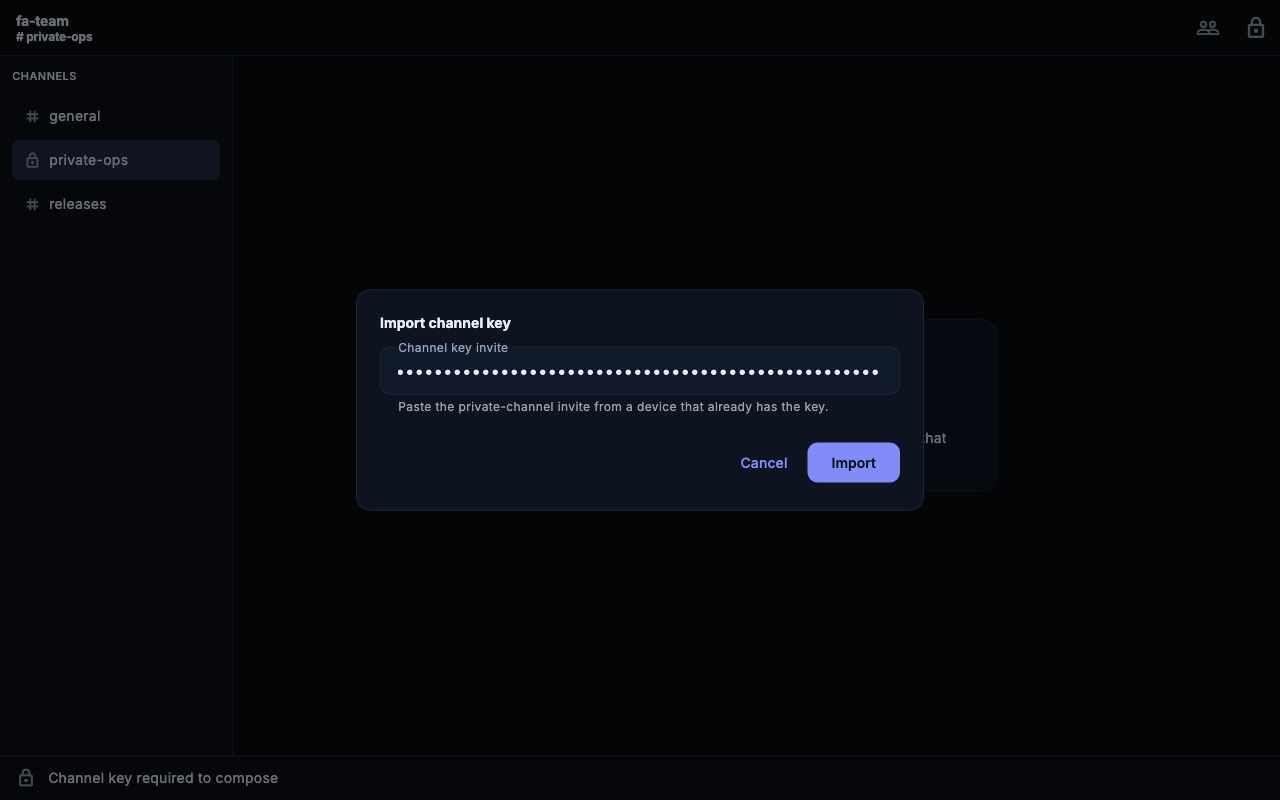 fa-team
# private-ops
CHANNELS
general
private-ops
releases
Import channel key
Channel key invite
Paste the private-channel invite from a device that already has the key.
that
Cancel
Import
Channel key required to compose